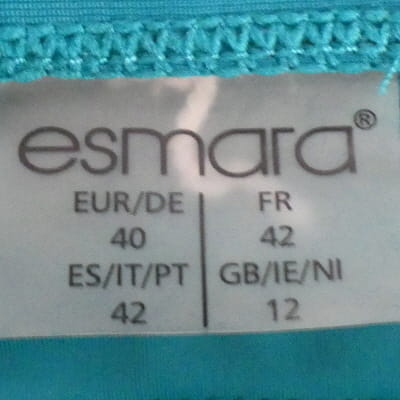 esmara®
EUR/DE FR
40 42
ES/IT/PT GB/IE/NI
42 12